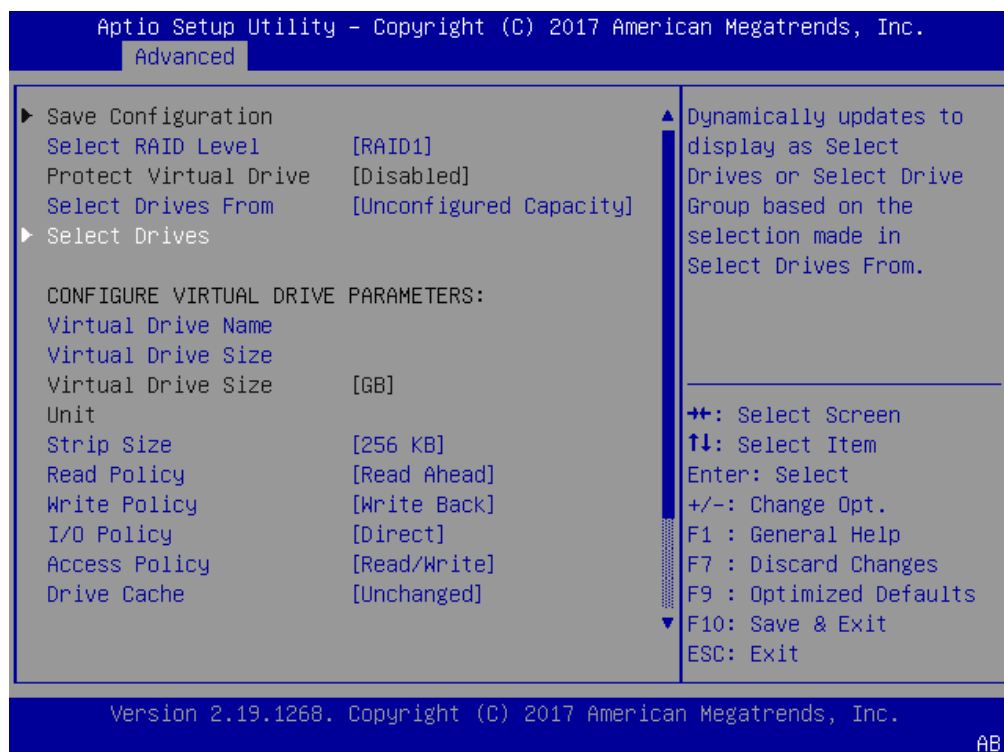 Aptio Setup Utility – Copyright (C) 2017 American Megatrends, Inc.
Advanced
Save Configuration
Select RAID Level [RAID1]
Protect Virtual Drive [Disabled]
Select Drives From [Unconfigured Capacity]
Select Drives
CONFIGURE VIRTUAL DRIVE PARAMETERS:
Virtual Drive Name
Virtual Drive Size
Virtual Drive Size [GB]
Unit
Strip Size [256 KB]
Read Policy [Read Ahead]
Write Policy [Write Back]
I/O Policy [Direct]
Access Policy [Read/Write]
Drive Cache [Unchanged]
Dynamically updates to
display as Select
Drives or Select Drive
Group based on the
selection made in
Select Drives From.
→←: Select Screen
↑↓: Select Item
Enter: Select
+/-: Change Opt.
F1 : General Help
F7 : Discard Changes
F9 : Optimized Defaults
F10: Save & Exit
ESC: Exit
Version 2.19.1268. Copyright (C) 2017 American Megatrends, Inc.
AB